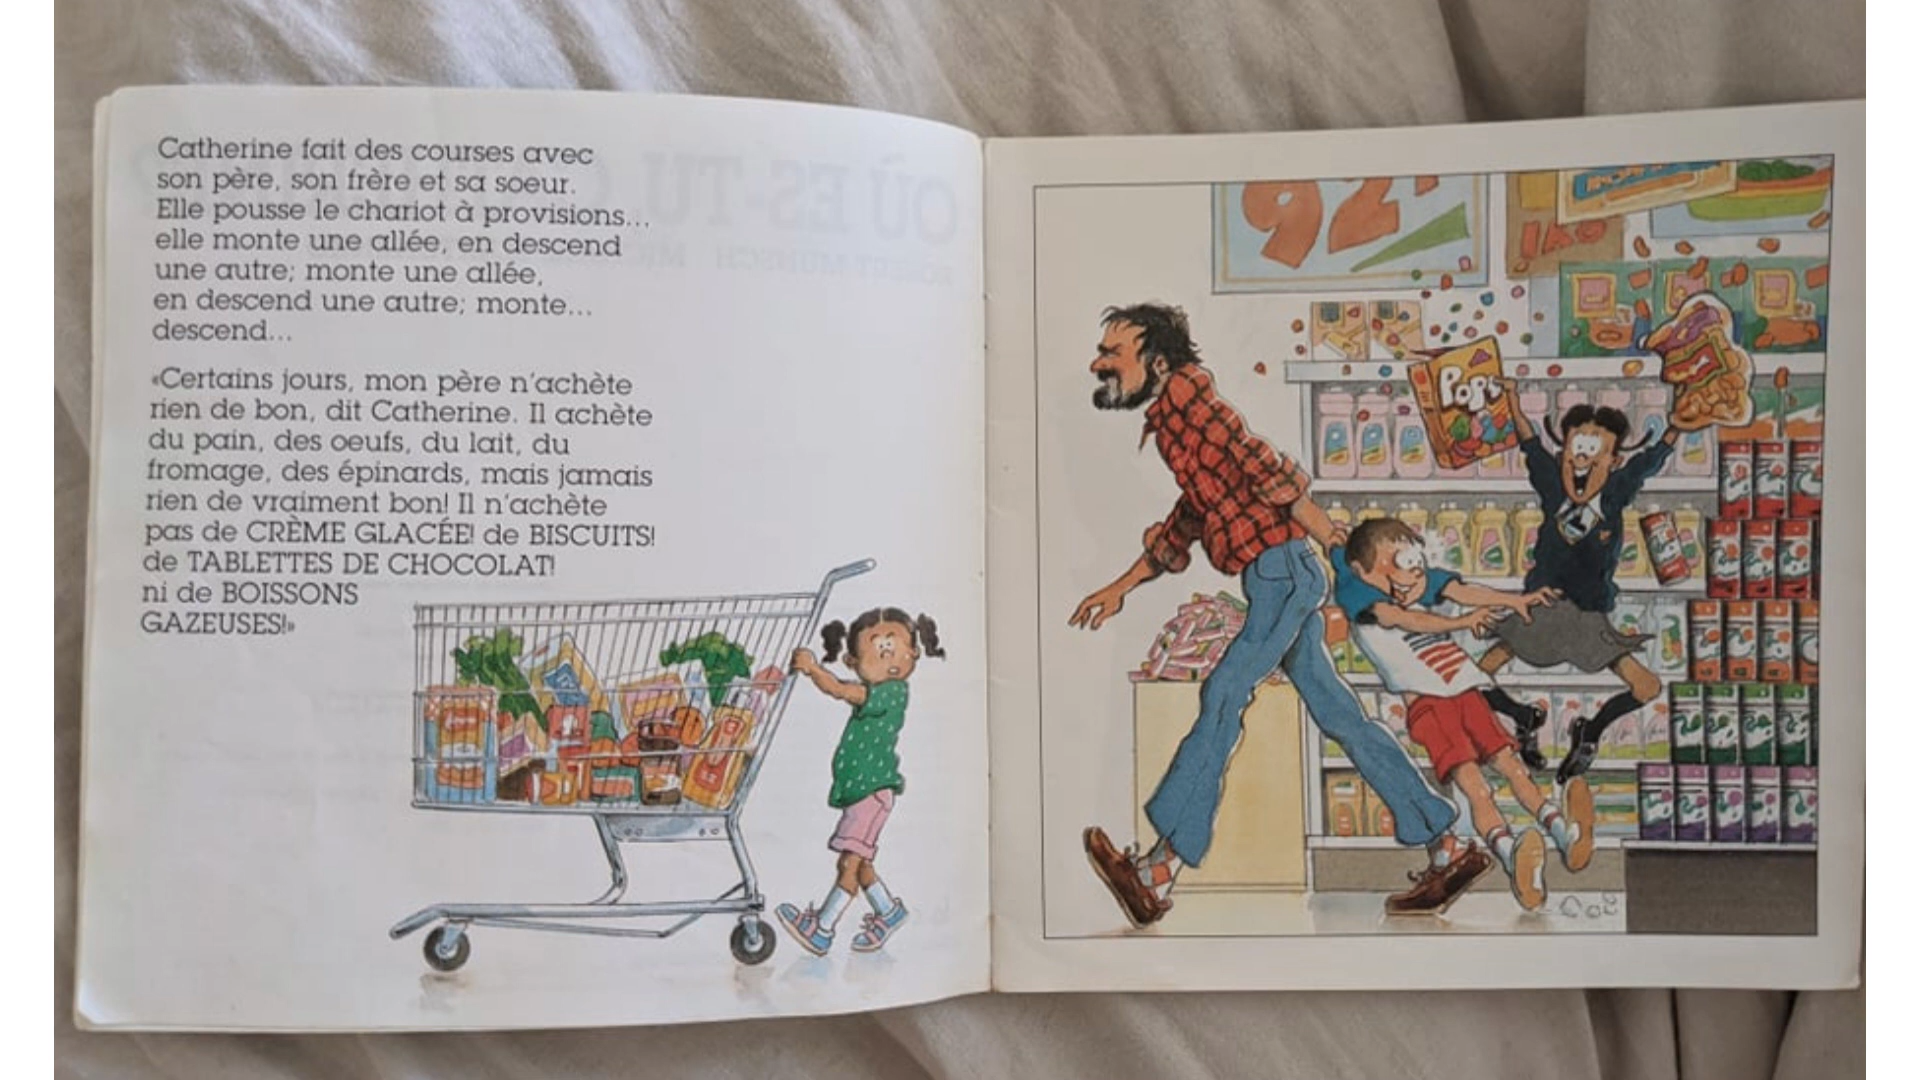 Catherine fait des courses avec
son père, son frère et sa soeur.
Elle pousse le chariot à provisions...
elle monte une allée, en descend
une autre; monte une allée,
en descend une autre; monte...
descend...
«Certains jours, mon père n'achète
rien de bon, dit Catherine. Il achète
du pain, des oeufs, du lait, du
fromage, des épinards, mais jamais
rien de vraiment bon! Il n'achète
pas de CRÈME GLACÉE! de BISCUITS!
de TABLETTES DE CHOCOLAT!
ni de BOISSONS
GAZEUSES!»
92
Pops